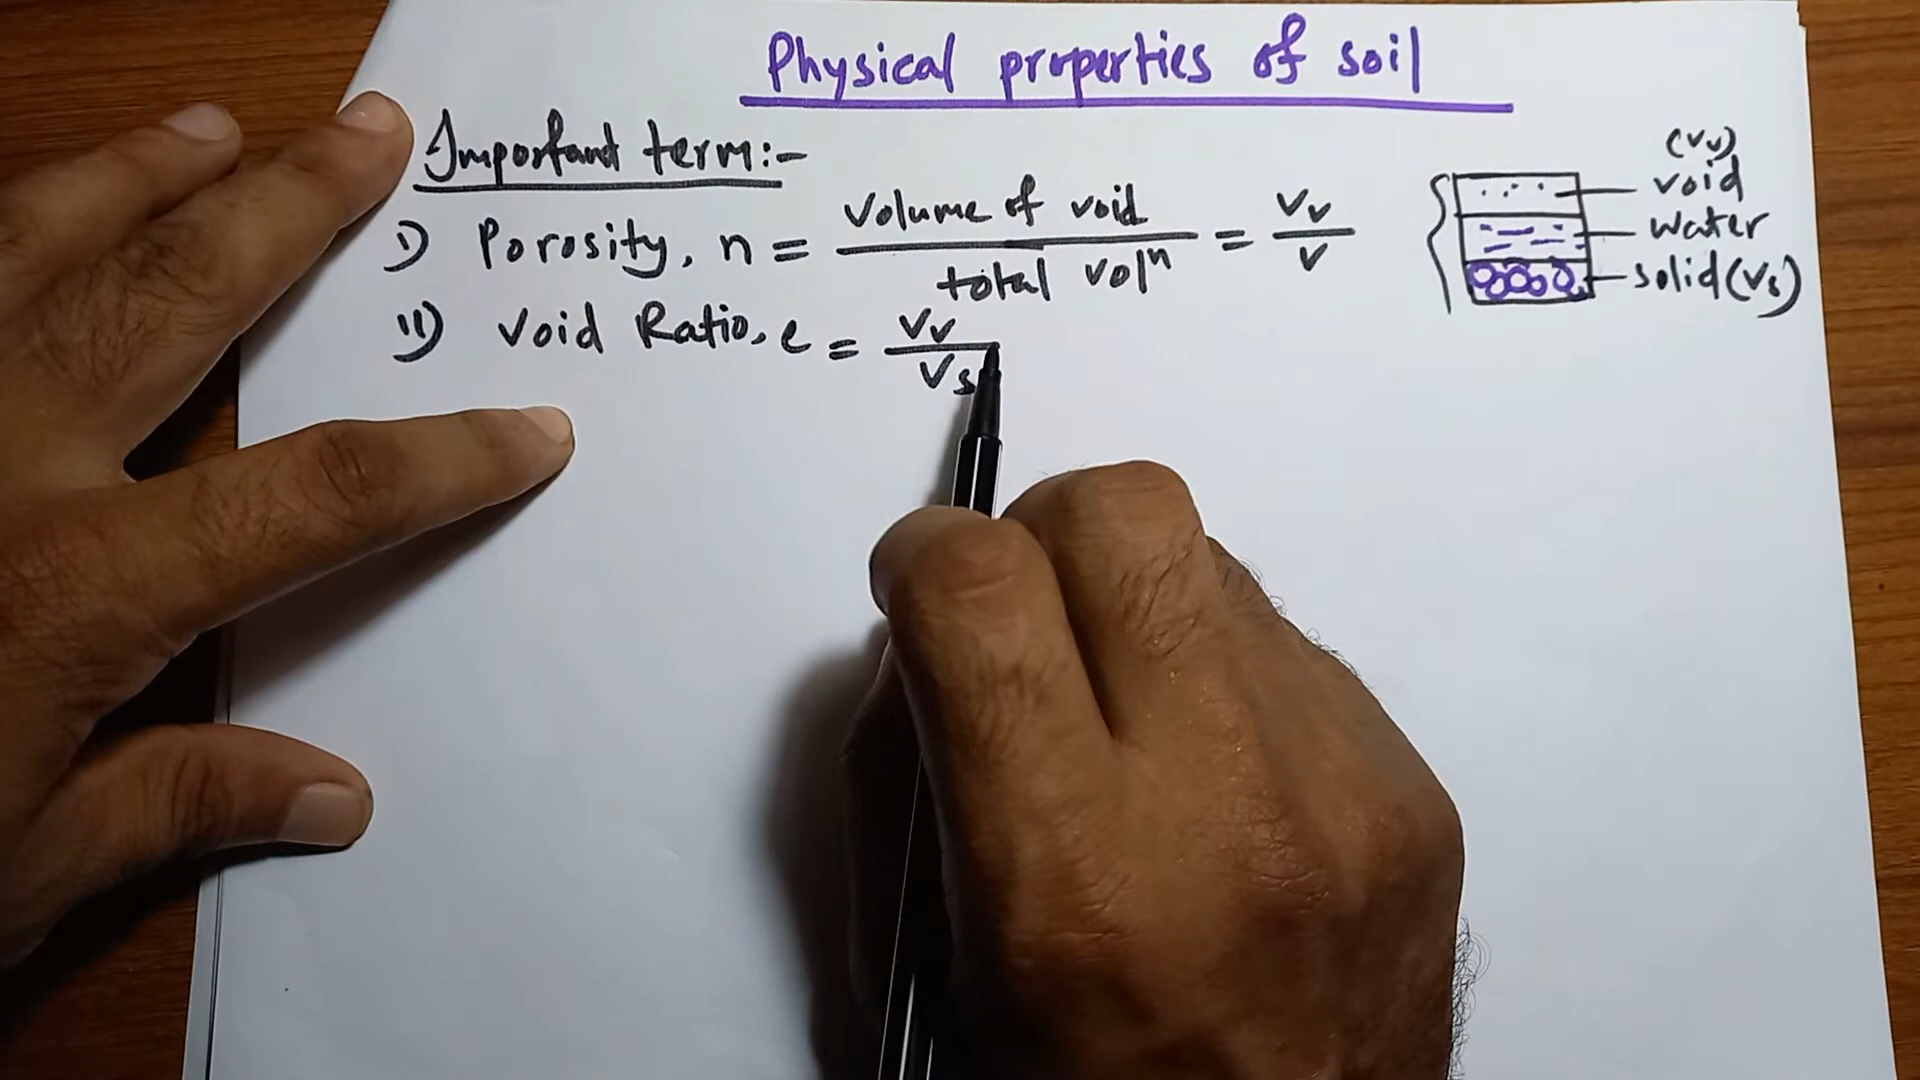 Physical properties of soil
Important term:-
i) Porosity, n = Volume of void / total volⁿ = Vv / V
ii) Void Ratio, e = Vv / Vs
(Vv)
void
water
solid (Vs)